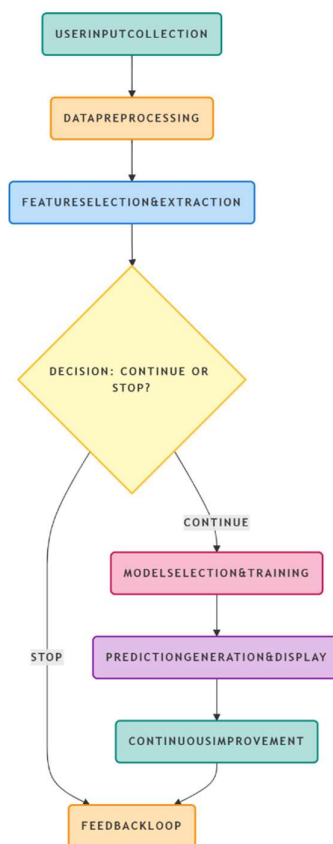 USERINPUTCOLLECTION
DATAPREPROCESSING
FEATURESELECTION&EXTRACTION
DECISION: CONTINUE OR
STOP?
CONTINUE
MODELSELECTION&TRAINING
PREDICTIONGENERATION&DISPLAY
STOP
CONTINUOUSIMPROVEMENT
FEEDBACKLOOP